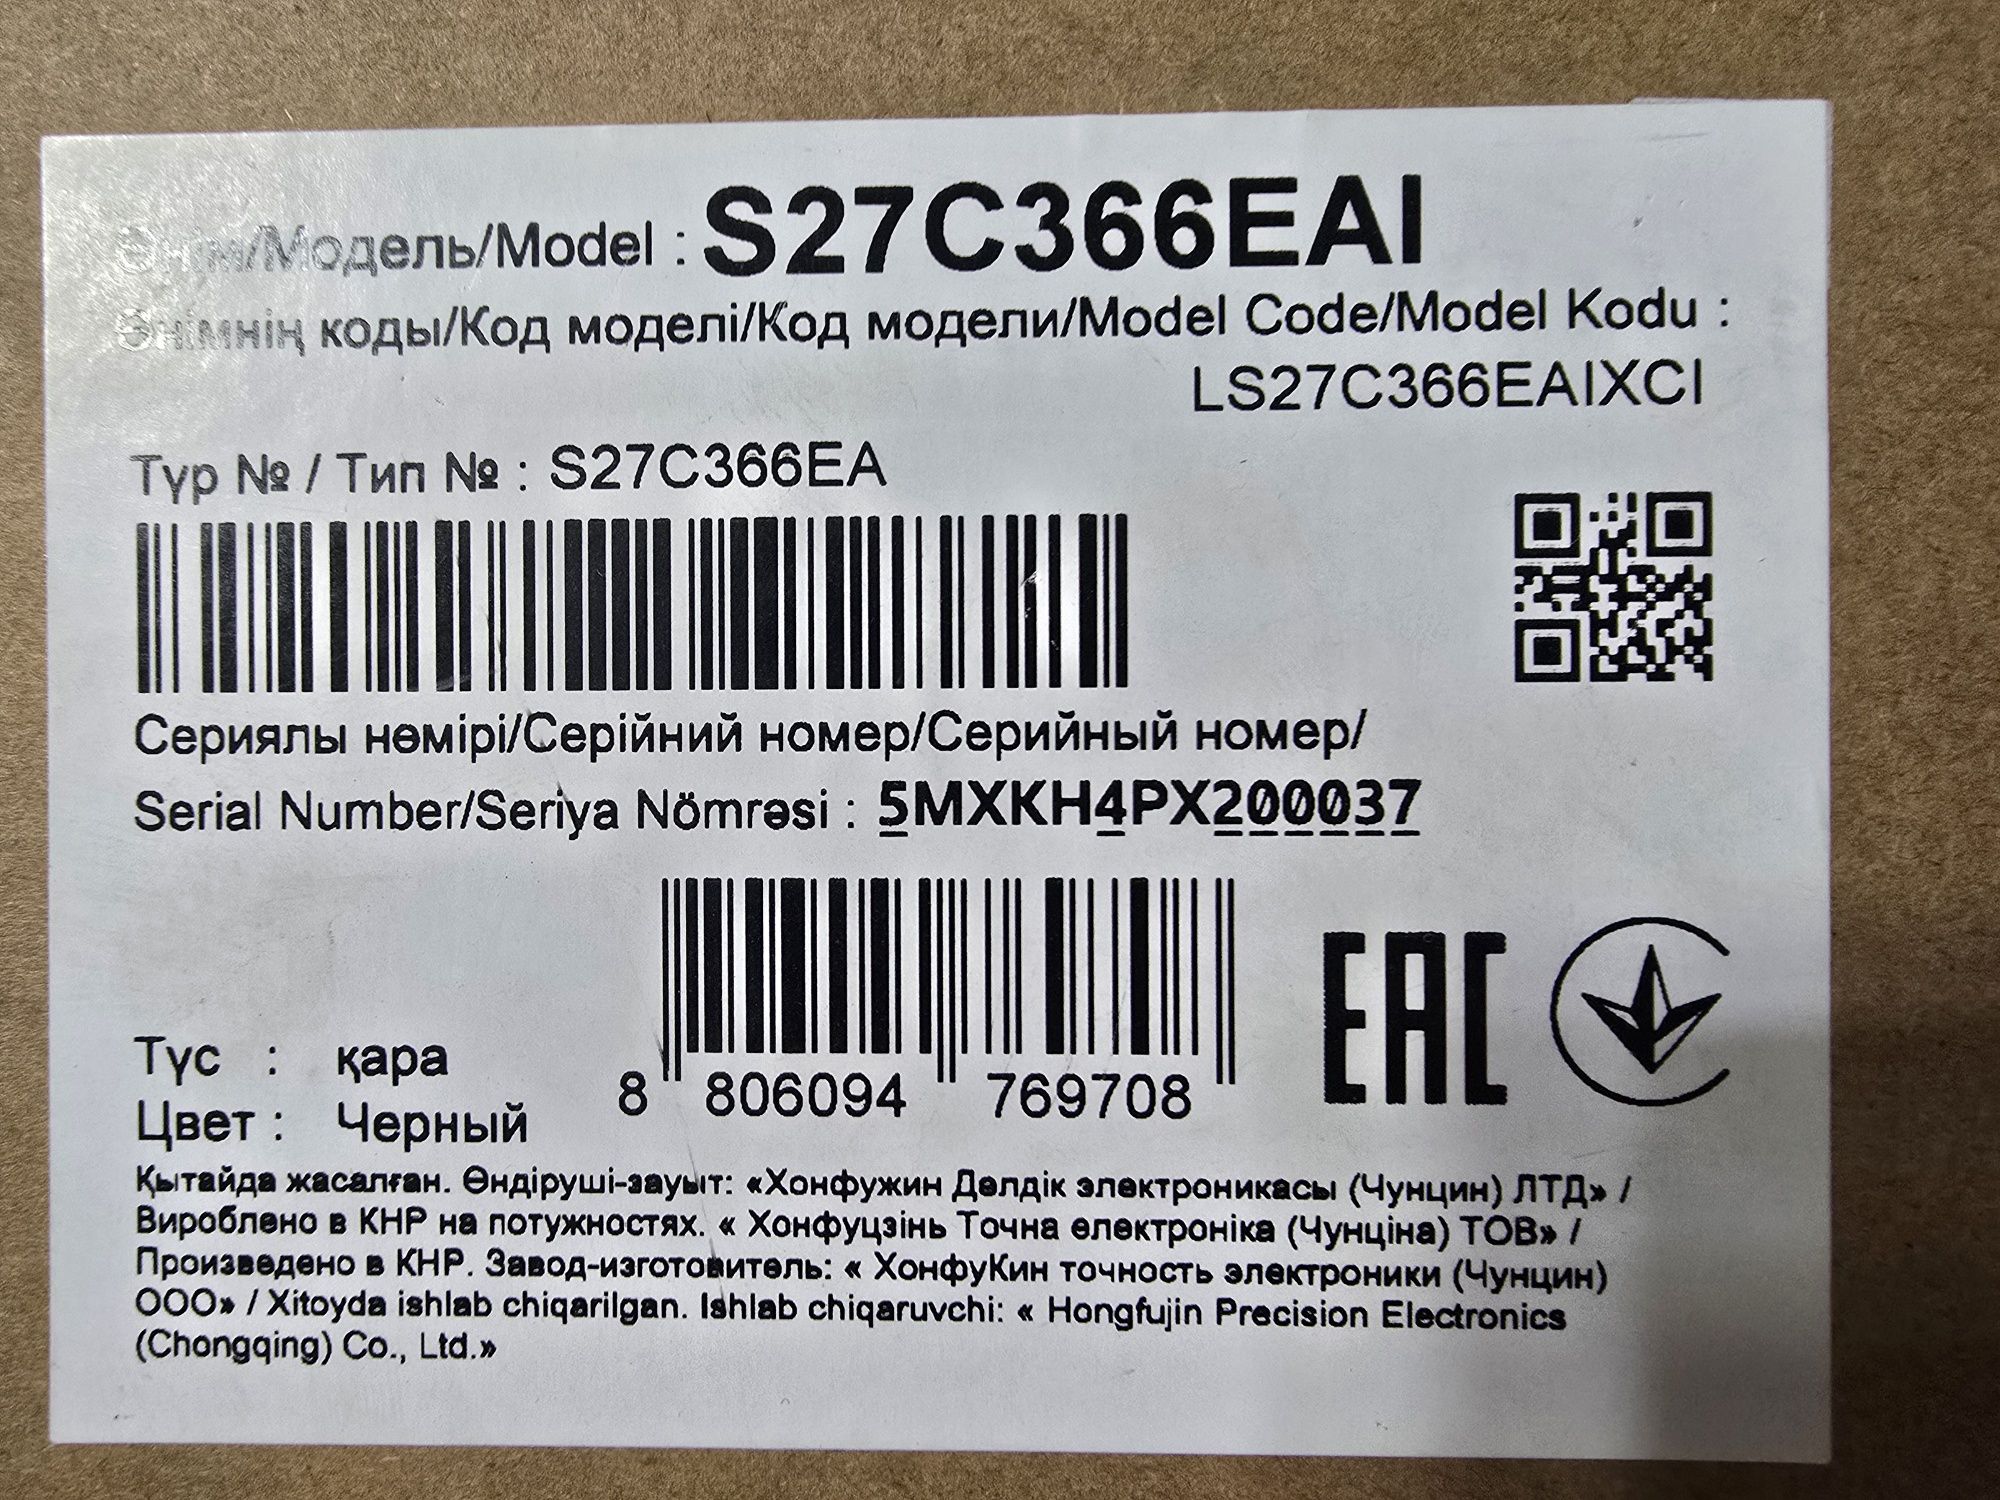 Өнім/Модель/Model : S27C366EAI
Өнімнің коды/Код моделі/Код модели/Model Code/Model Kodu :
LS27C366EAIXCI
Түр № / Тип № : S27C366EA
Сериялы нөмірі/Серійний номер/Серийный номер/
Serial Number/Seriya Nömrəsi : 5MXKH4PX200037
8 806094 769708
EAC
Түс : қара
Цвет : Черный
Қытайда жасалған. Өндіруші-зауыт: «Хонфужин Дәлдік электроникасы (Чунцин) ЛТД» /
Вироблено в КНР на потужностях. « Хонфуцзінь Точна електроніка (Чунціна) ТОВ» /
Произведено в КНР. Завод-изготовитель: « ХонфуКин точность электроники (Чунцин)
ООО» / Xitoyda ishlab chiqarilgan. Ishlab chiqaruvchi: « Hongfujin Precision Electronics
(Chongqing) Co., Ltd.»